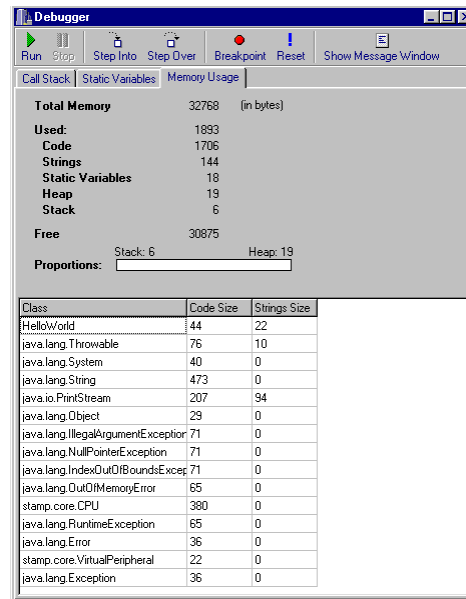 Debugger
Run Stop Step Into Step Over Breakpoint Reset Show Message Window
Call Stack Static Variables Memory Usage
Total Memory 32768 (in bytes)
Used: 1893
Code 1706
Strings 144
Static Variables 18
Heap 19
Stack 6
Free 30875
Stack: 6 Heap: 19
Proportions:
Class Code Size Strings Size
HelloWorld 44 22
java.lang.Throwable 76 10
java.lang.System 40 0
java.lang.String 473 0
java.io.PrintStream 207 94
java.lang.Object 29 0
java.lang.IllegalArgumentException 71 0
java.lang.NullPointerException 71 0
java.lang.IndexOutOfBoundsExcep 71 0
java.lang.OutOfMemoryError 65 0
stamp.core.CPU 380 0
java.lang.RuntimeException 65 0
java.lang.Error 36 0
stamp.core.VirtualPeripheral 22 0
java.lang.Exception 36 0